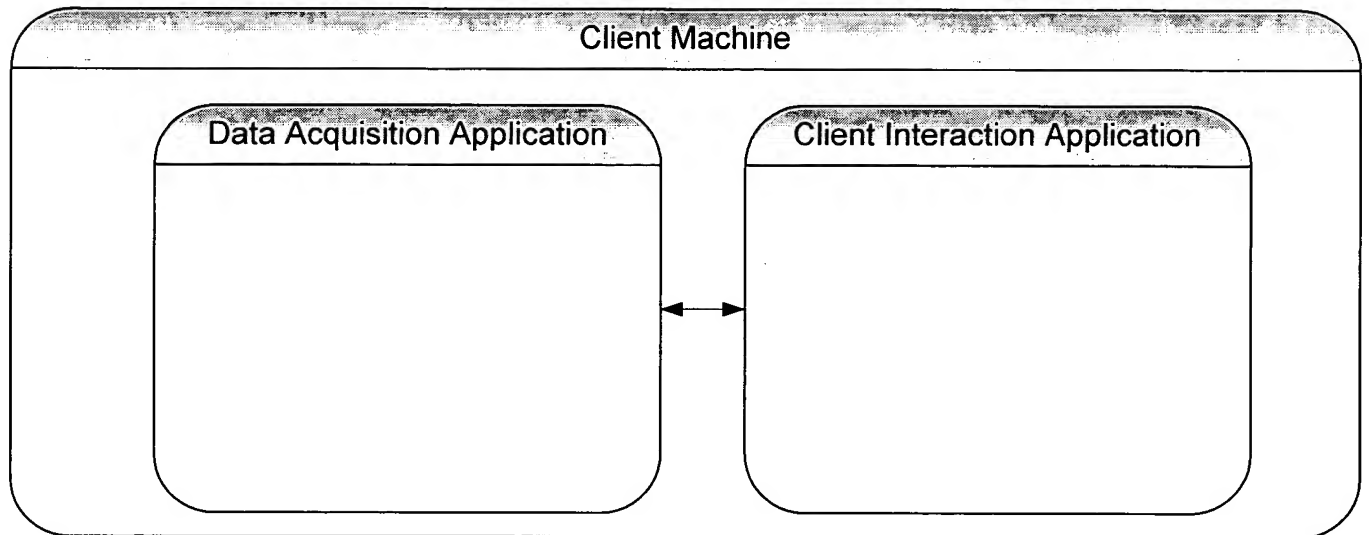 Client Machine
Data Acquisition Application
Client Interaction Application